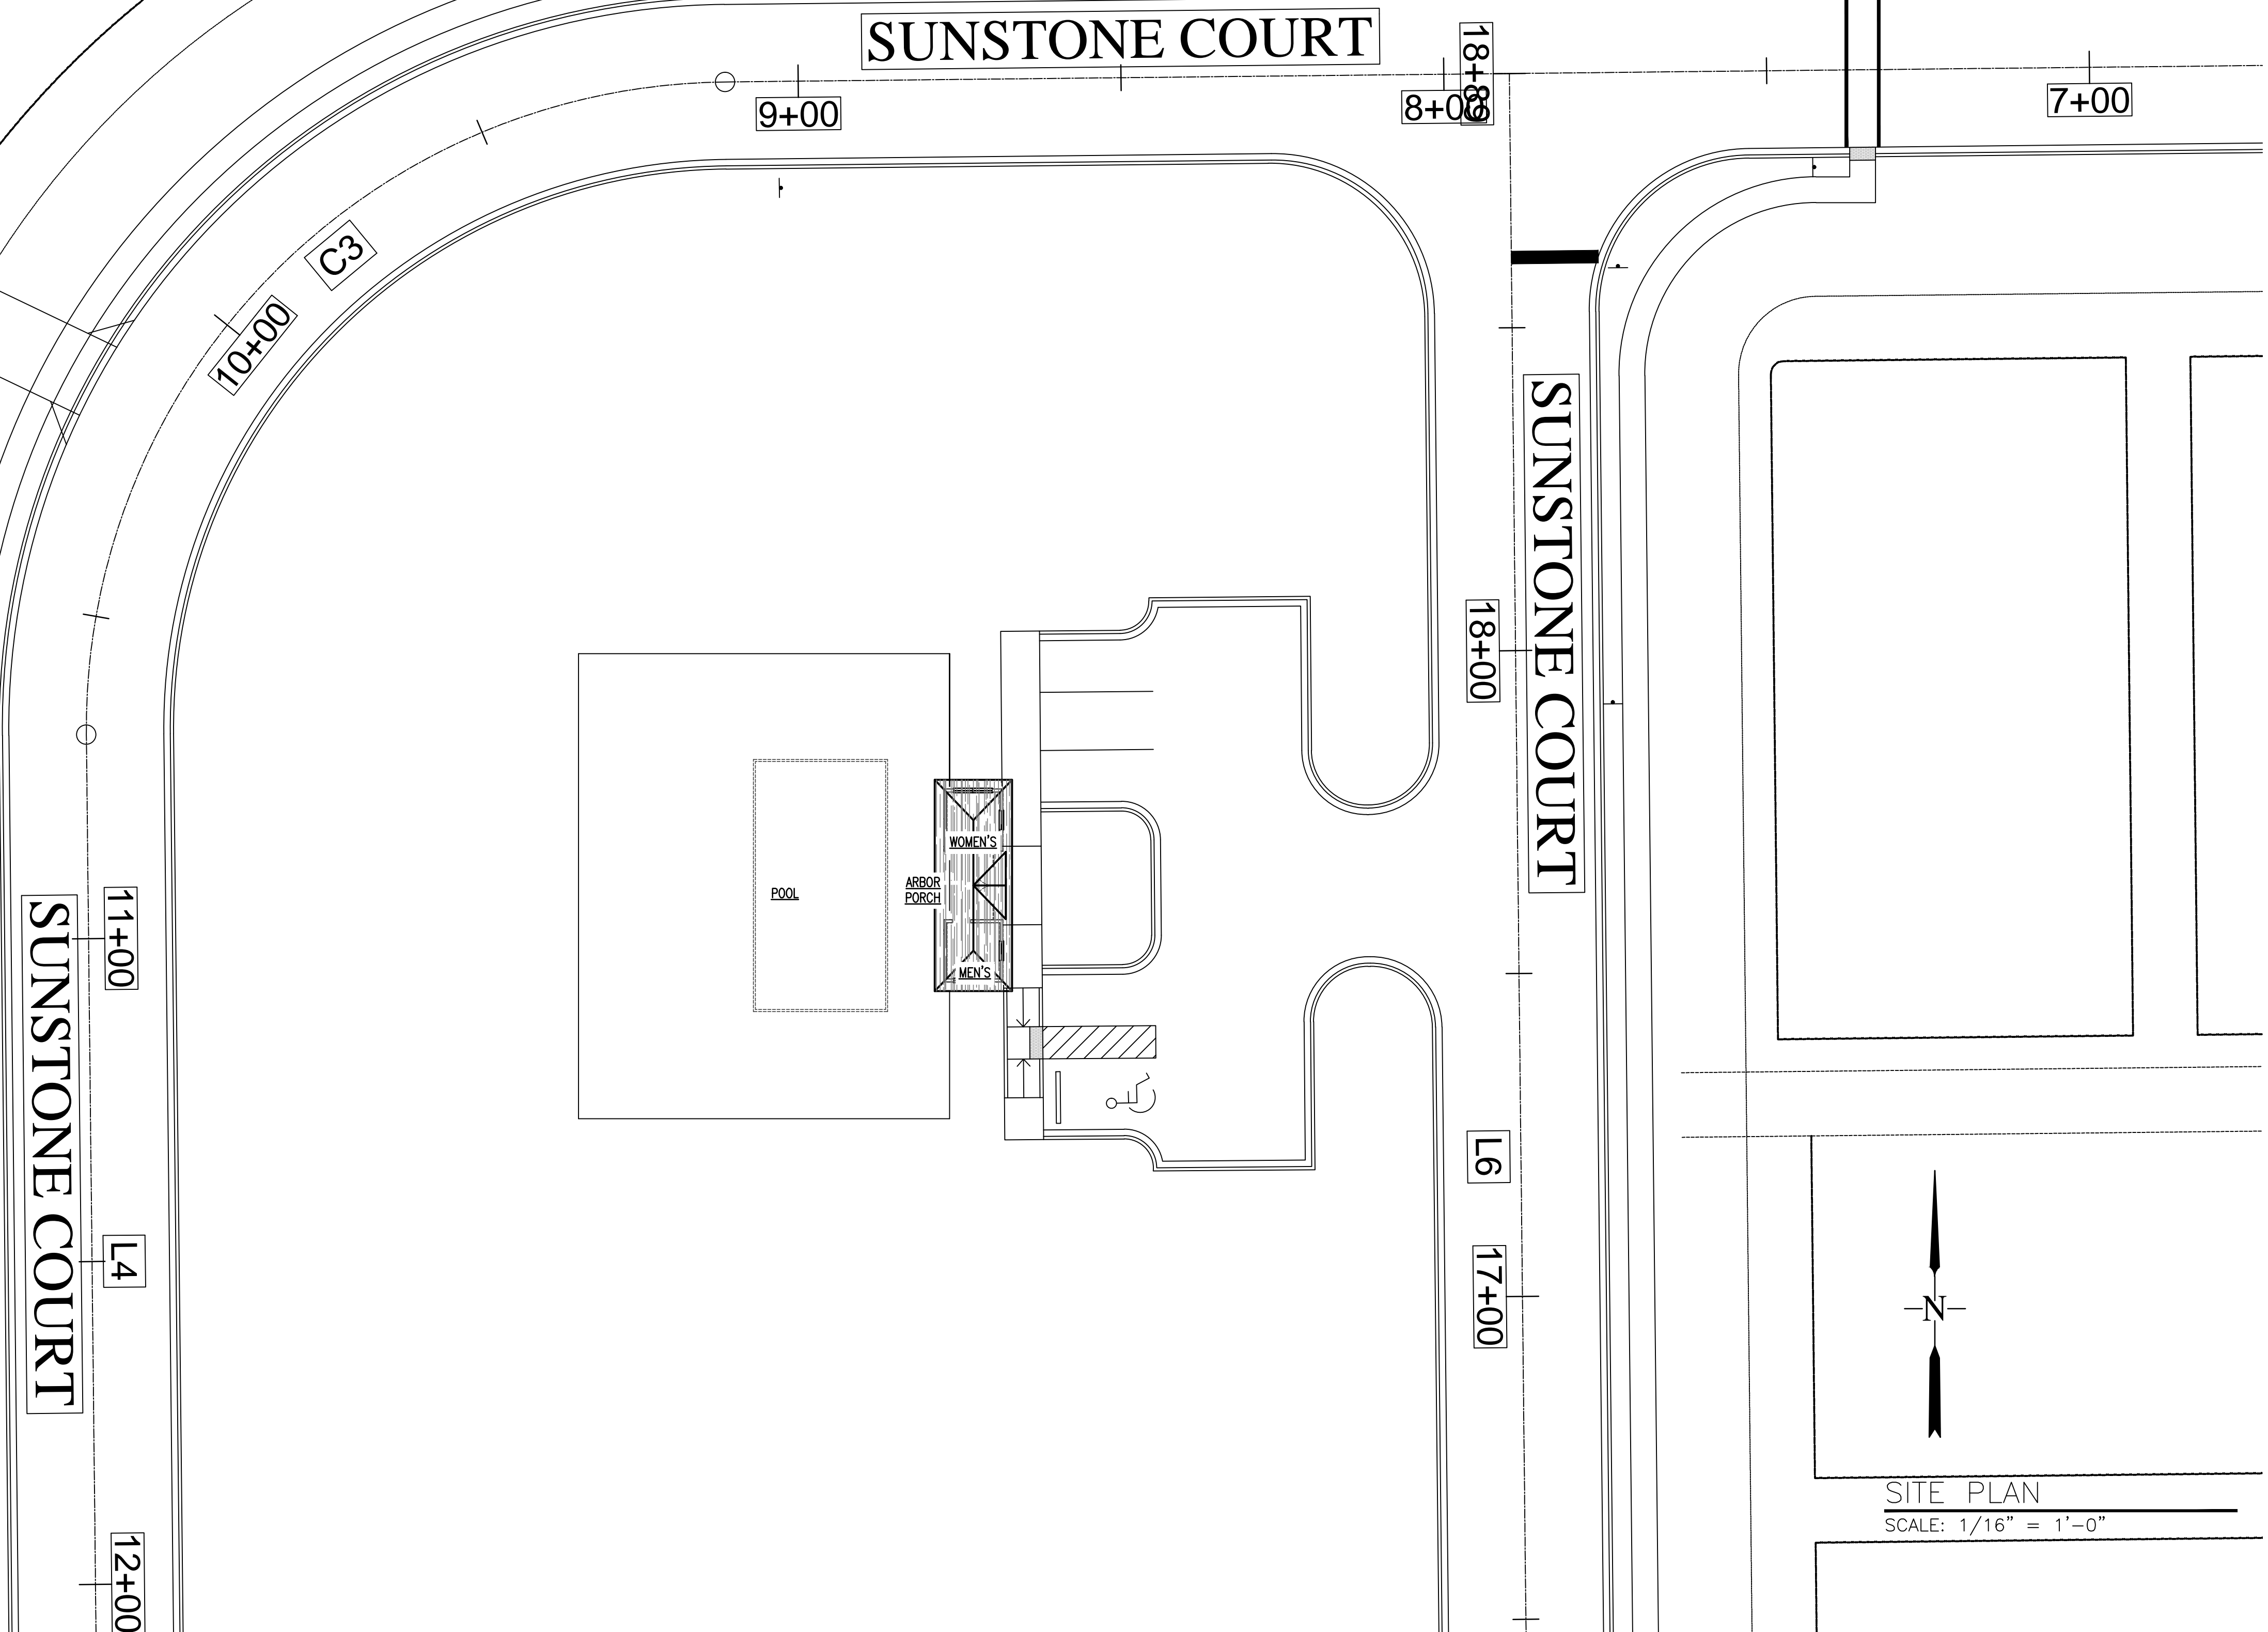 SUNSTONE COURT
9+00
8+00
18+88
7+00
C3
10+00
SUNSTONE COURT
18+00
WOMEN'S
POOL
ARBOR
PORCH
MEN'S
11+00
SUNSTONE COURT
L4
L6
17+00
N
12+00
SITE PLAN
SCALE: 1/16" = 1'-0"